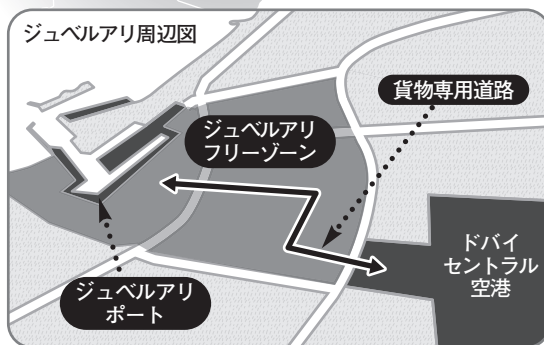 ジュベルアリ周辺図
貨物専用道路
ジュベルアリ
フリーゾーン
ドバイ
セントラル
空港
ジュベルアリ
ポート